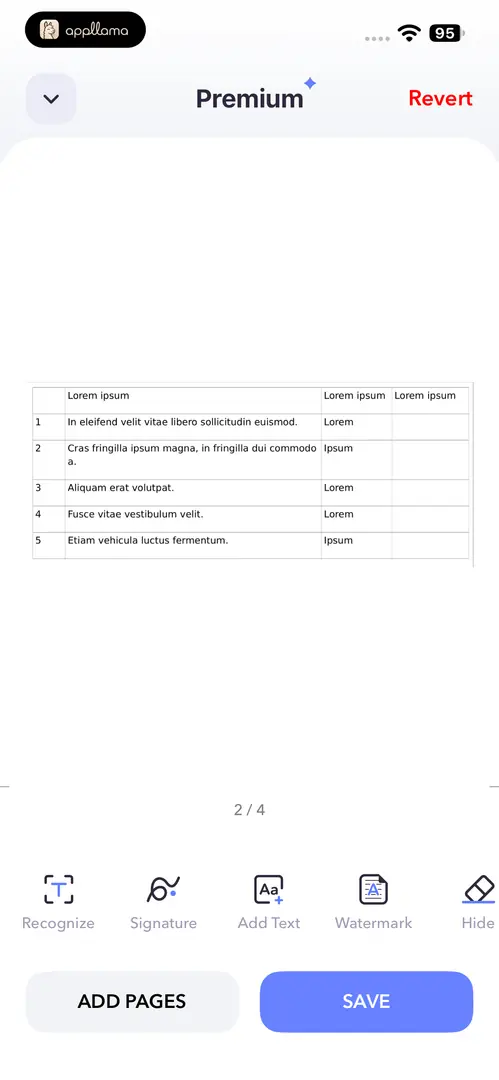 appllama
95
Premium
Revert
Lorem ipsum Lorem ipsum Lorem ipsum
1 In eleifend velit vitae libero sollicitudin euismod. Lorem
2 Cras fringilla ipsum magna, in fringilla dui commodo Ipsum
a.
3 Aliquam erat volutpat. Lorem
4 Fusce vitae vestibulum velit. Lorem
5 Etiam vehicula luctus fermentum. Ipsum
2 / 4
T Aa A
Recognize Signature Add Text Watermark Hide
ADD PAGES SAVE